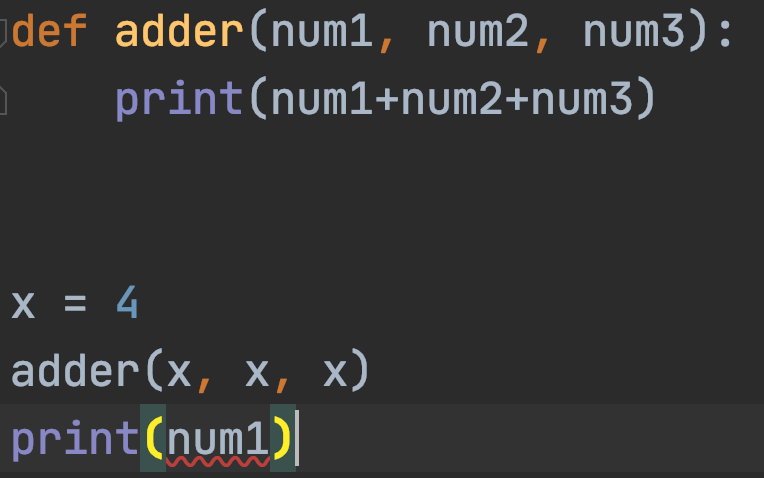 def adder(num1, num2, num3):
    print(num1+num2+num3)
x = 4
adder(x, x, x)
print(num1)